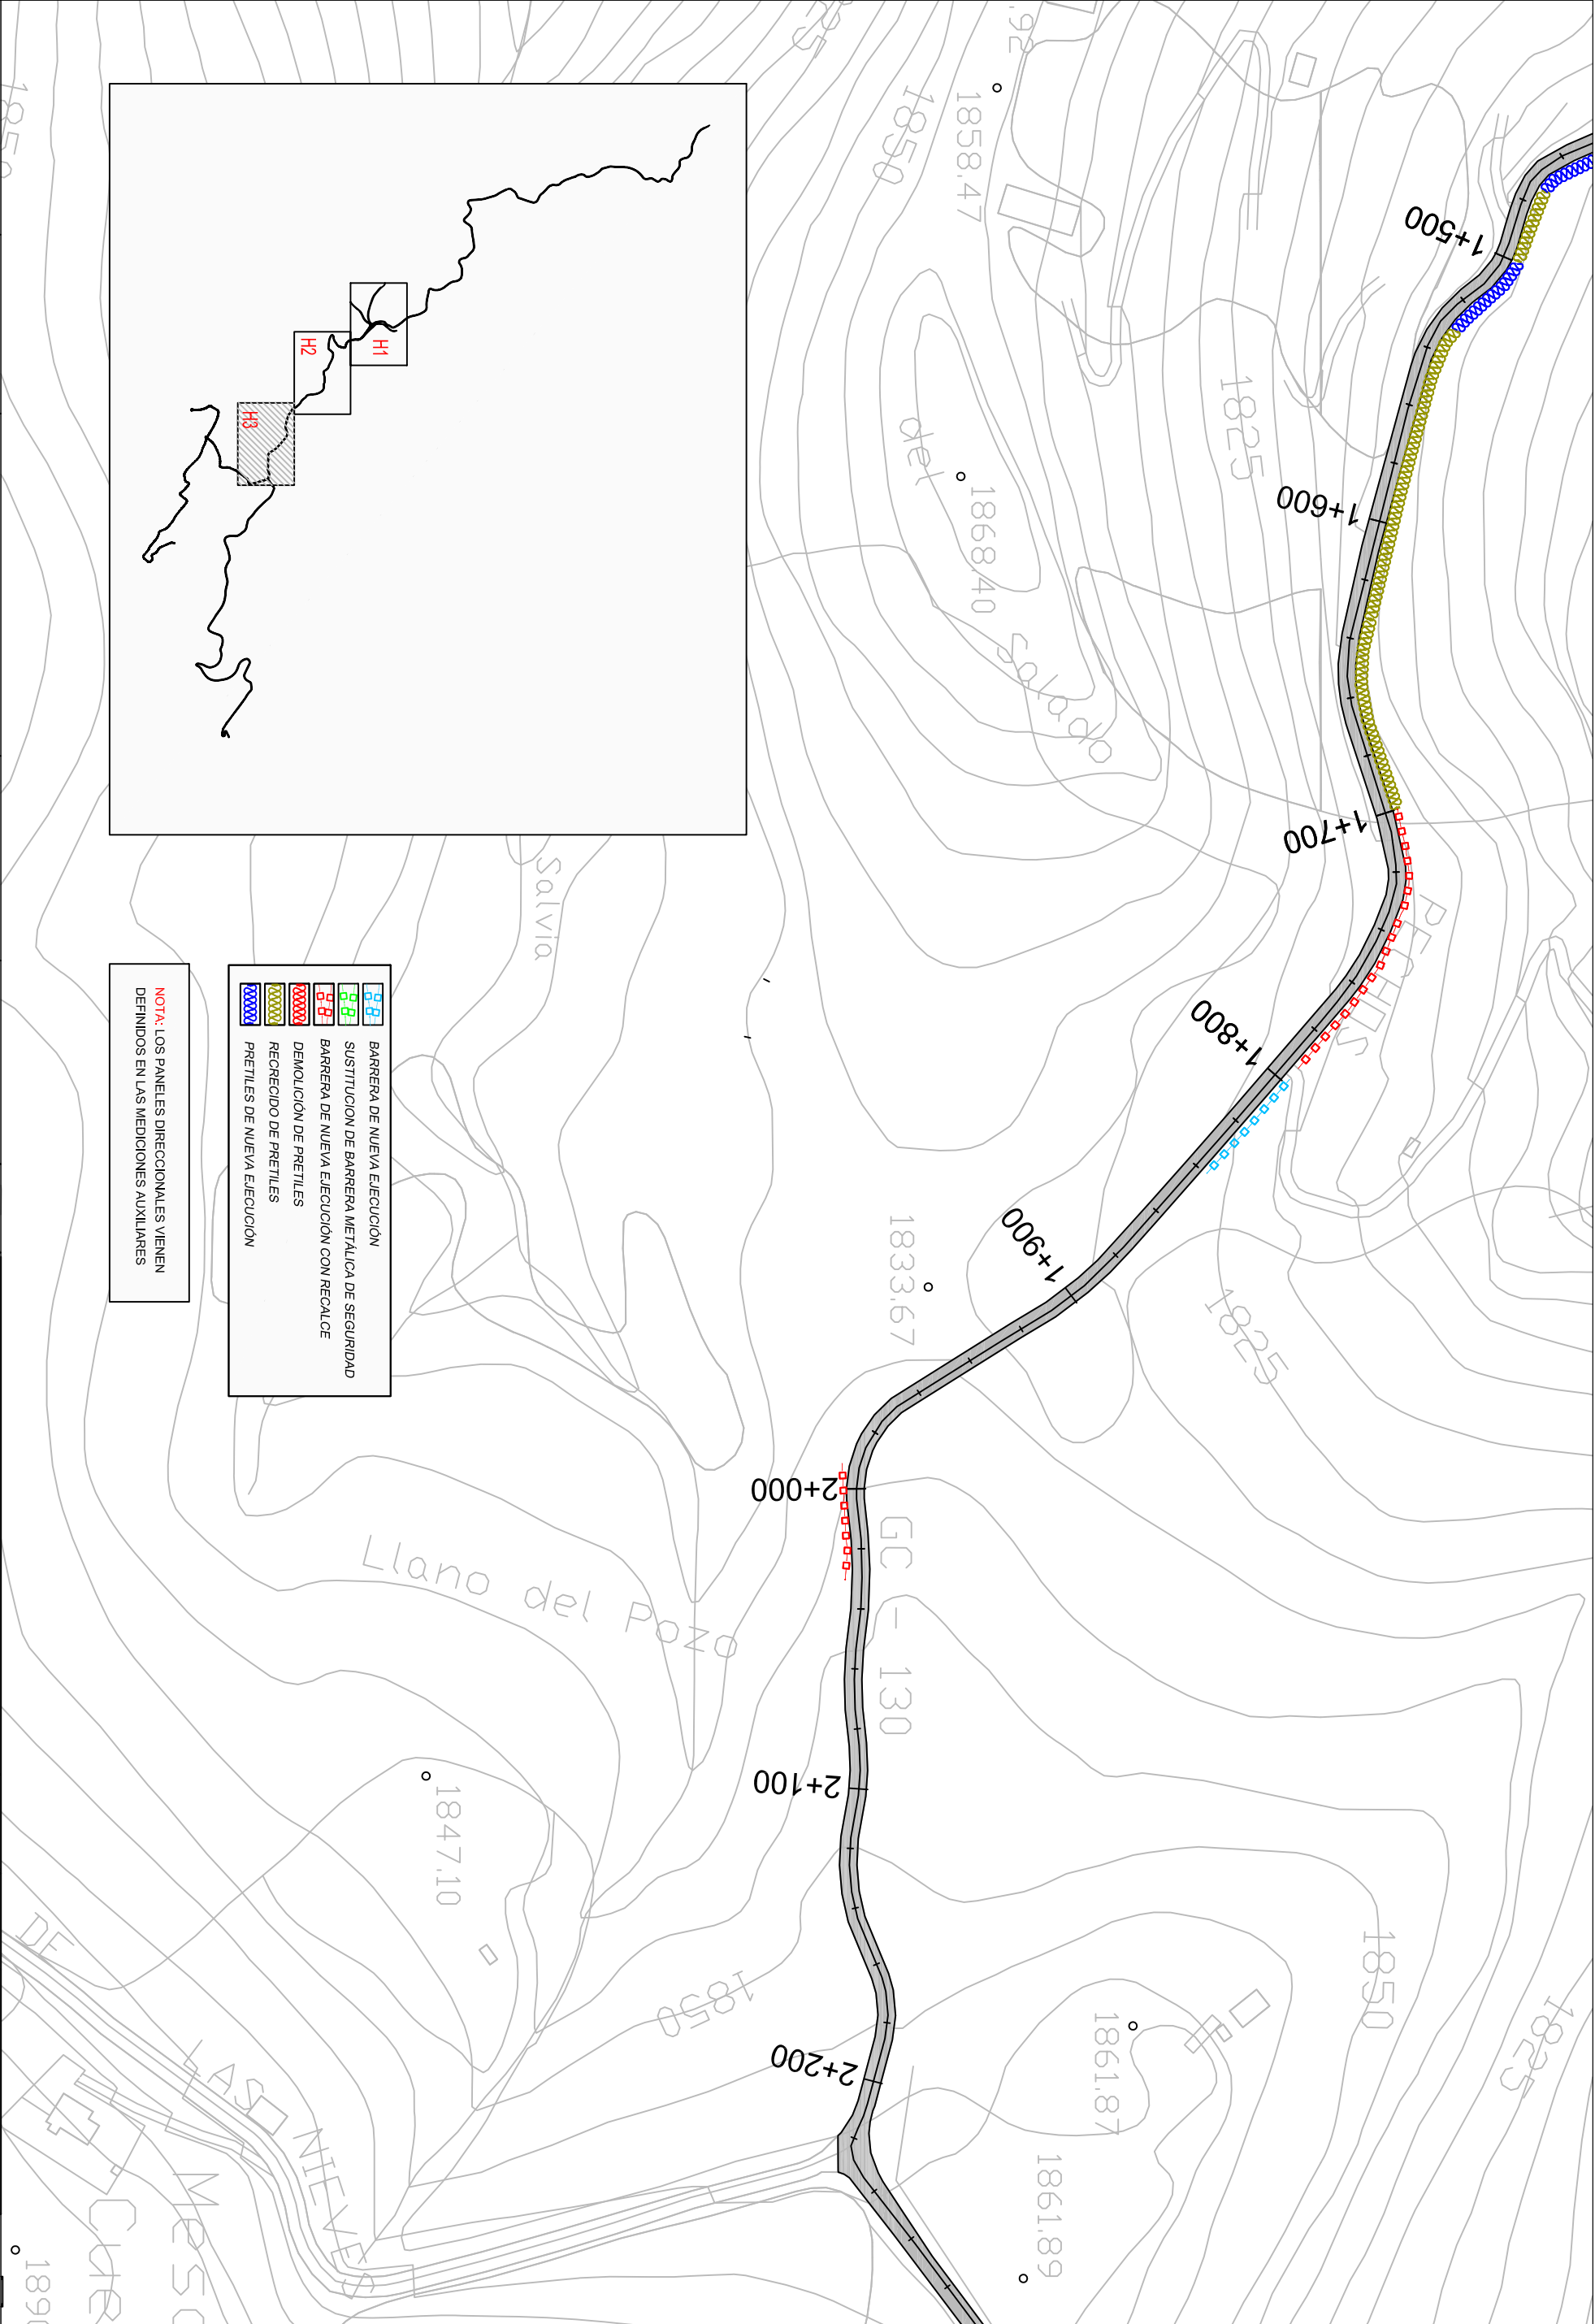 1+500
1+600
1+700
1+800
1+900
2+000
2+100
2+200
H1
H2
H3
BARRERA DE NUEVA EJECUCIÓN
SUSTITUCION DE BARRERA METÁLICA DE SEGURIDAD
BARRERA DE NUEVA EJECUCIÓN CON RECALCE
DEMOLICIÓN DE PRETILES
RECRECIDO DE PRETILES
PRETILES DE NUEVA EJECUCIÓN
NOTA: LOS PANELES DIRECCIONALES VIENEN
DEFINIDOS EN LAS MEDICIONES AUXILIARES
1850
1858.47
1850
1825
del
Salado
1868.40
Salvia
1833.67
1825
GC - 130
Llano del Pozo
1847.10
1850
1850
1825
1861.87
1861.89
DE
LAS
NIEVES